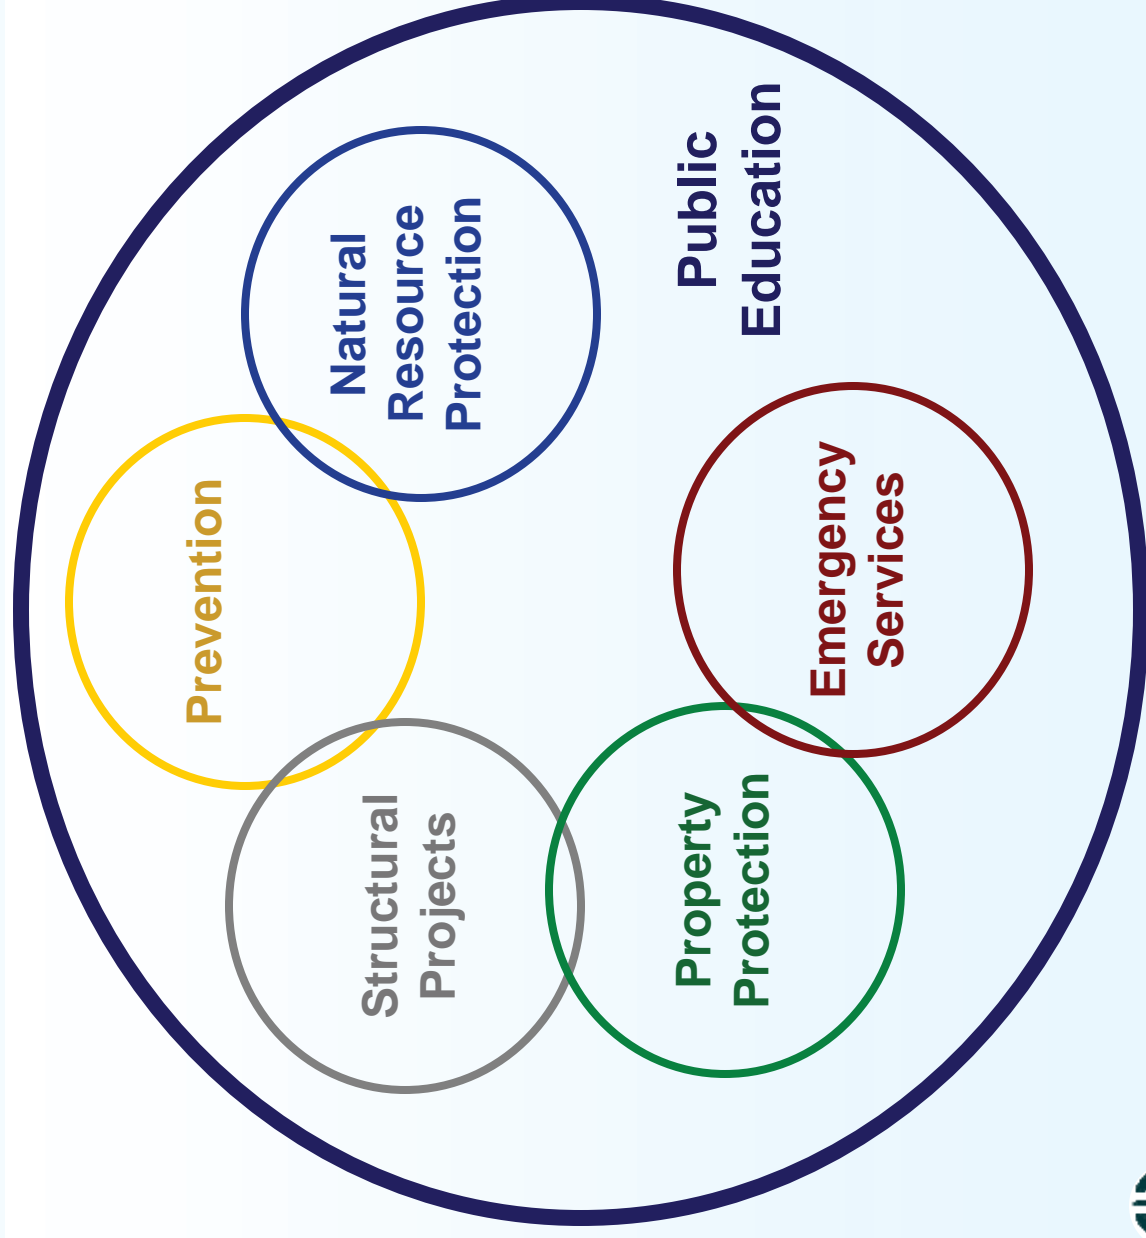 Prevention
Natural
Resource
Protection
Structural
Projects
Public
Education
Property
Protection
Emergency
Services